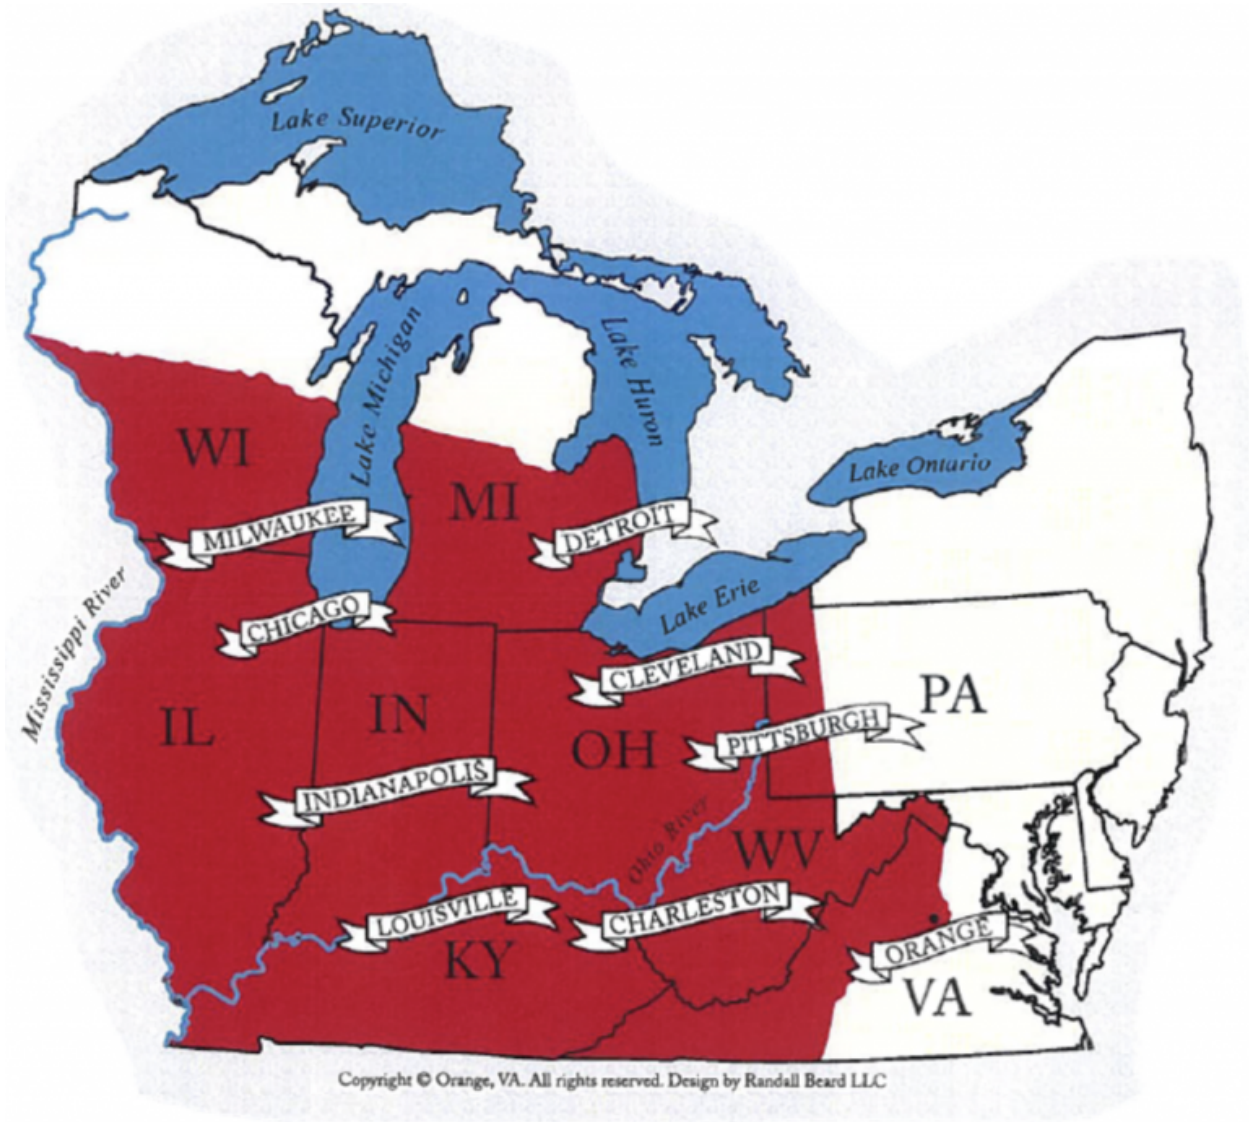 Lake Superior
Lake Michigan
Lake Huron
Lake Ontario
WI
MI
MILWAUKEE
DETROIT
Lake Erie
Mississippi River
CHICAGO
CLEVELAND
PA
IL
IN
OH
PITTSBURGH
INDIANAPOLIS
Ohio River
WV
LOUISVILLE
CHARLESTON
ORANGE
KY
VA
Copyright © Orange, VA. All rights reserved. Design by Randall Beard LLC